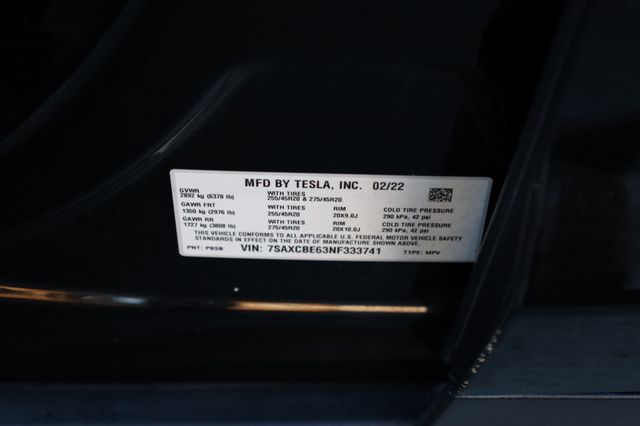 MFD BY TESLA, INC. 02/22
GVWR WITH TIRES
2892 kg (6378 lb) 255/45R20 & 275/45R20
GAWR FRT WITH TIRES RIM COLD TIRE PRESSURE
1350 kg (2976 lb) 255/45R20 20X9.0J 290 kPa, 42 psi
GAWR RR WITH TIRES RIM COLD TIRE PRESSURE
1727 kg (3808 lb) 275/45R20 20X10.0J 290 kPa, 42 psi
THIS VEHICLE CONFORMS TO ALL APPLICABLE U.S. FEDERAL MOTOR VEHICLE SAFETY
STANDARDS IN EFFECT ON THE DATE OF MANUFACTURE SHOWN ABOVE.
PNT: PBSB VIN: 7SAXCBE63NF333741 TYPE: MPV